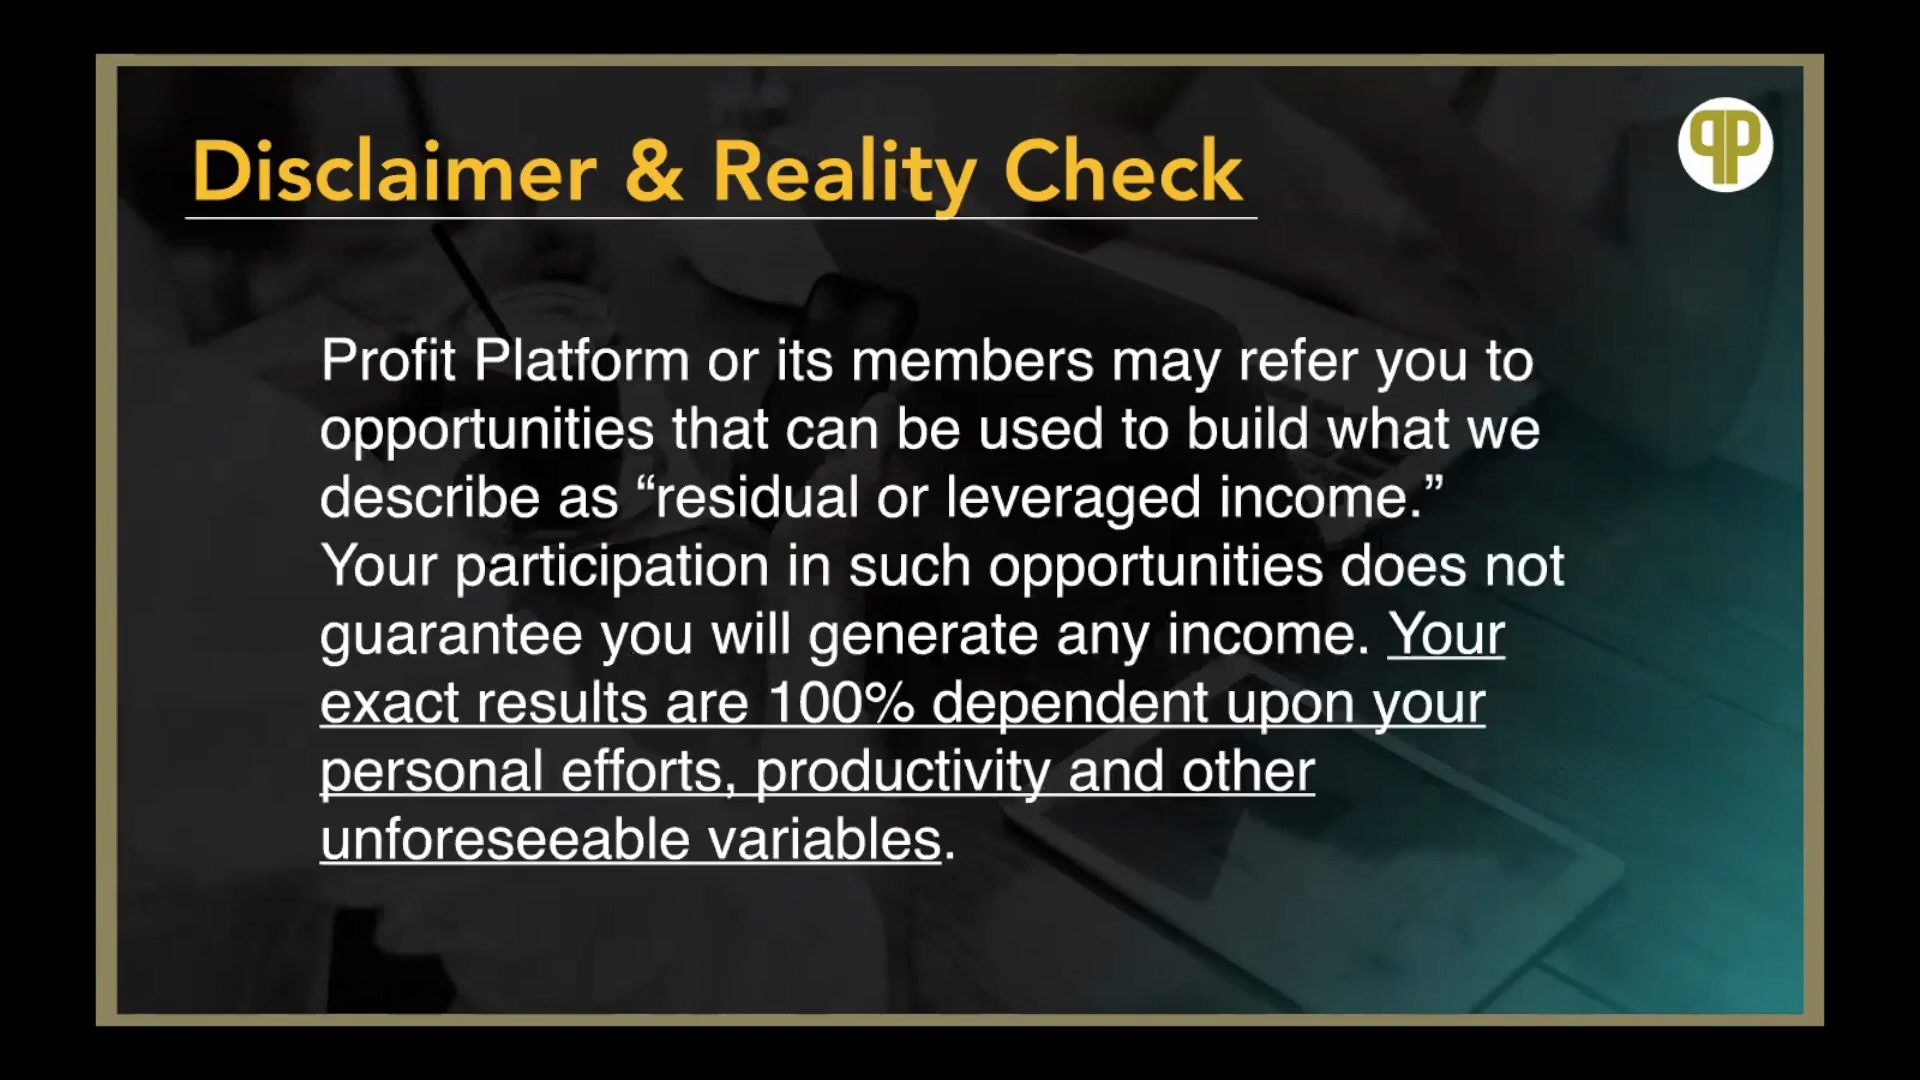 Disclaimer & Reality Check
Profit Platform or its members may refer you to
opportunities that can be used to build what we
describe as “residual or leveraged income.”
Your participation in such opportunities does not
guarantee you will generate any income. Your
exact results are 100% dependent upon your
personal efforts, productivity and other
unforeseeable variables.